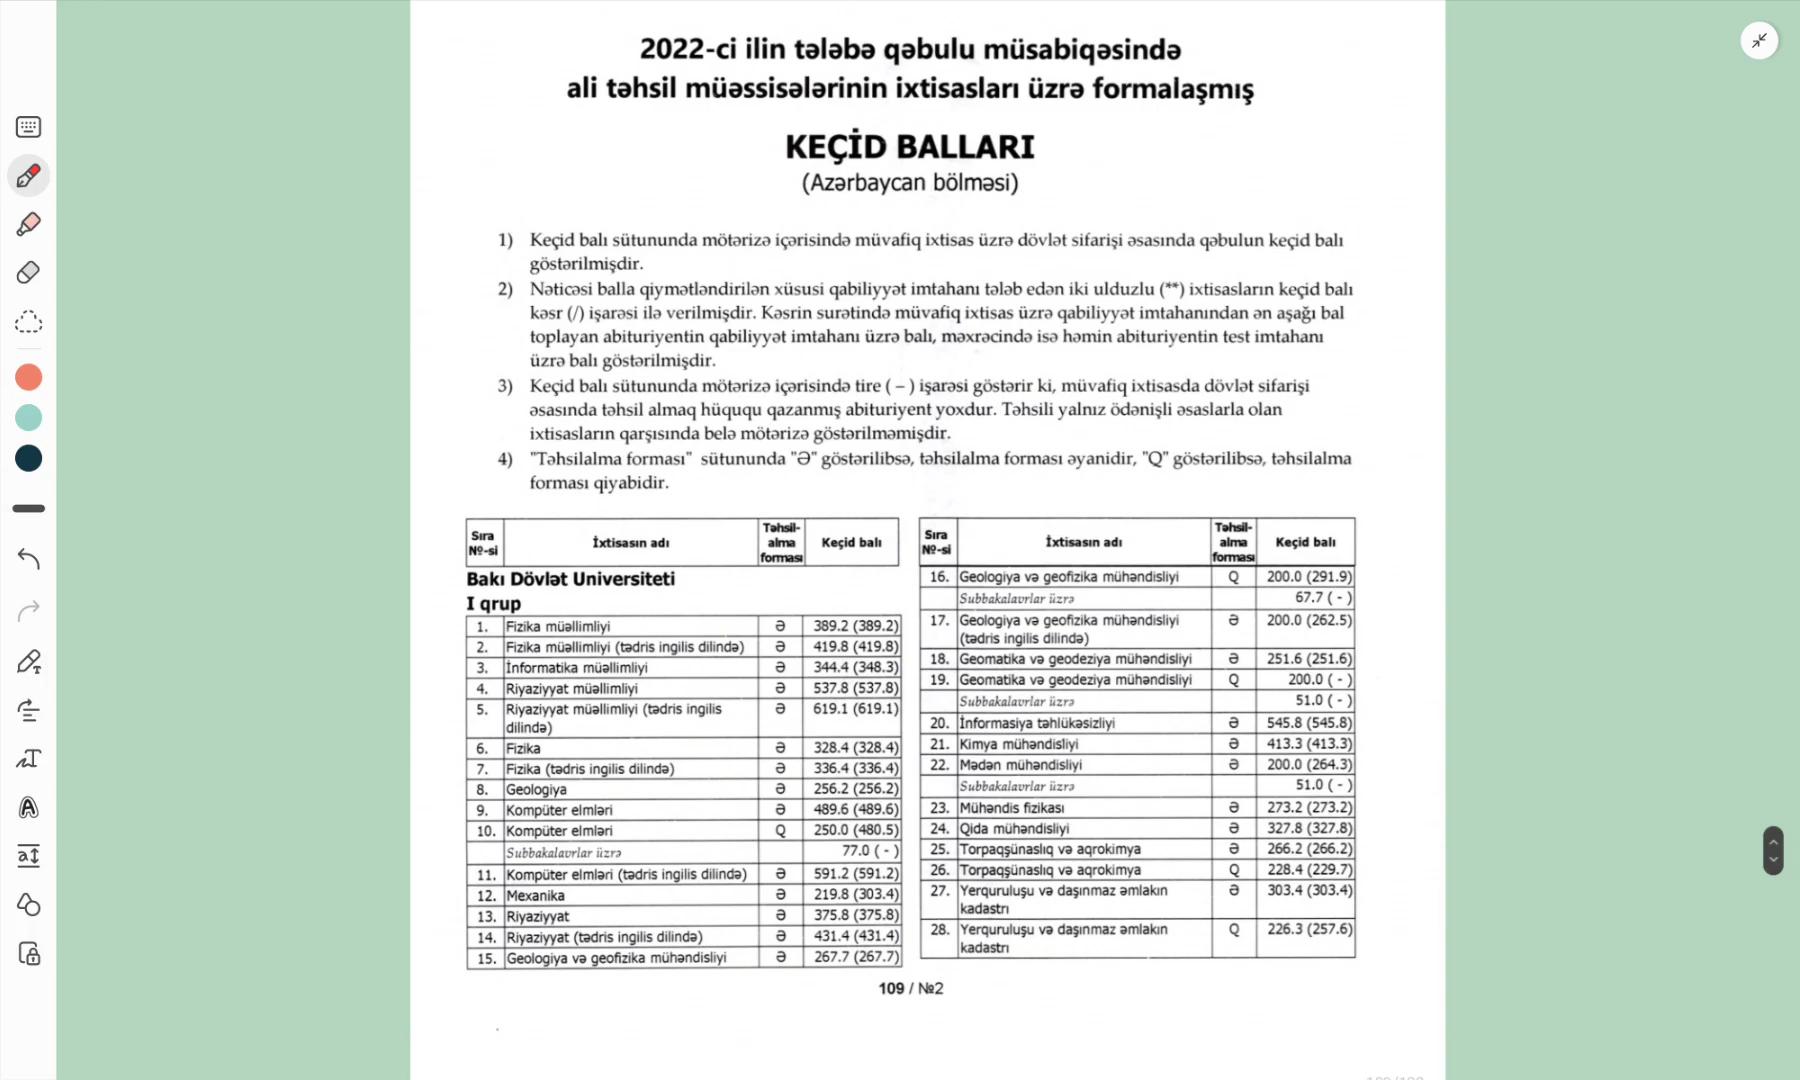 2022-ci ilin tələbə qəbulu müsabiqəsində
ali təhsil müəssisələrinin ixtisasları üzrə formalaşmış
KEÇİD BALLARI
(Azərbaycan bölməsi)
1) Keçid balı sütununda mötərizə içərisində müvafiq ixtisas üzrə dövlət sifarişi əsasında qəbulun keçid balı
göstərilmişdir.
2) Nəticəsi balla qiymətləndirilən xüsusi qabiliyyət imtahanı tələb edən iki ulduzlu (**) ixtisasların keçid balı
kəsr (/) işarəsi ilə verilmişdir. Kəsrin surətində müvafiq ixtisas üzrə qabiliyyət imtahanından ən aşağı bal
toplayan abituriyentin qabiliyyət imtahanı üzrə balı, məxrəcində isə həmin abituriyentin test imtahanı
üzrə balı göstərilmişdir.
3) Keçid balı sütununda mötərizə içərisində tire ( – ) işarəsi göstərir ki, müvafiq ixtisasda dövlət sifarişi
əsasında təhsil almaq hüququ qazanmış abituriyent yoxdur. Təhsili yalnız ödənişli əsaslarla olan
ixtisasların qarşısında belə mötərizə göstərilməmişdir.
4) "Təhsilalma forması" sütununda "Ə" göstərilibsə, təhsilalma forması əyanidir, "Q" göstərilibsə, təhsilalma
forması qiyabidir.
Sıra №-si İxtisasın adı Təhsil-alma forması Keçid balı
Bakı Dövlət Universiteti
I qrup
1. Fizika müəllimliyi Ə 389.2 (389.2)
2. Fizika müəllimliyi (tədris ingilis dilində) Ə 419.8 (419.8)
3. İnformatika müəllimliyi Ə 344.4 (348.3)
4. Riyaziyyat müəllimliyi Ə 537.8 (537.8)
5. Riyaziyyat müəllimliyi (tədris ingilis Ə 619.1 (619.1)
dilində)
6. Fizika Ə 328.4 (328.4)
7. Fizika (tədris ingilis dilində) Ə 336.4 (336.4)
8. Geologiya Ə 256.2 (256.2)
9. Kompüter elmləri Ə 489.6 (489.6)
10. Kompüter elmləri Q 250.0 (480.5)
Subbakalavrlar üzrə 77.0 ( - )
11. Kompüter elmləri (tədris ingilis dilində) Ə 591.2 (591.2)
12. Mexanika Ə 219.8 (303.4)
13. Riyaziyyat Ə 375.8 (375.8)
14. Riyaziyyat (tədris ingilis dilində) Ə 431.4 (431.4)
15. Geologiya və geofizika mühəndisliyi Ə 267.7 (267.7)
Sıra №-si İxtisasın adı Təhsil-alma forması Keçid balı
16. Geologiya və geofizika mühəndisliyi Q 200.0 (291.9)
Subbakalavrlar üzrə 67.7 ( - )
17. Geologiya və geofizika mühəndisliyi Ə 200.0 (262.5)
(tədris ingilis dilində)
18. Geomatika və geodeziya mühəndisliyi Ə 251.6 (251.6)
19. Geomatika və geodeziya mühəndisliyi Q 200.0 ( - )
Subbakalavrlar üzrə 51.0 ( - )
20. İnformasiya təhlükəsizliyi Ə 545.8 (545.8)
21. Kimya mühəndisliyi Ə 413.3 (413.3)
22. Mədən mühəndisliyi Ə 200.0 (264.3)
Subbakalavrlar üzrə 51.0 ( - )
23. Mühəndis fizikası Ə 273.2 (273.2)
24. Qida mühəndisliyi Ə 327.8 (327.8)
25. Torpaqşünaslıq və aqrokimya Ə 266.2 (266.2)
26. Torpaqşünaslıq və aqrokimya Q 228.4 (229.7)
27. Yerquruluşu və daşınmaz əmlakın Ə 303.4 (303.4)
kadastrı
28. Yerquruluşu və daşınmaz əmlakın Q 226.3 (257.6)
kadastrı
109 / №2